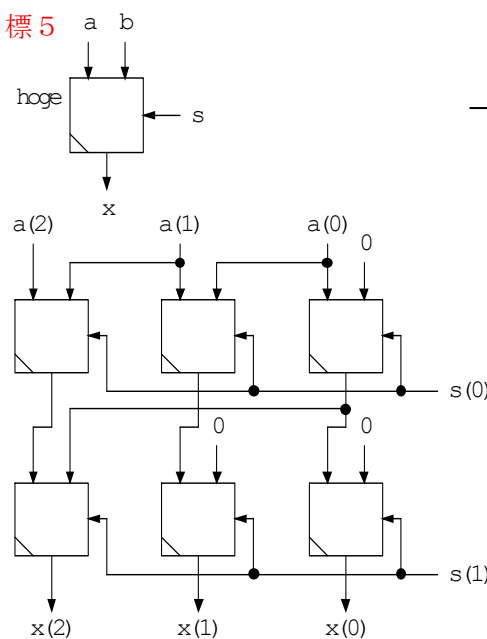 標５
a b
hoge
s
x
a(2) a(1) a(0)
0
s(0)
0 0
s(1)
x(2) x(1) x(0)